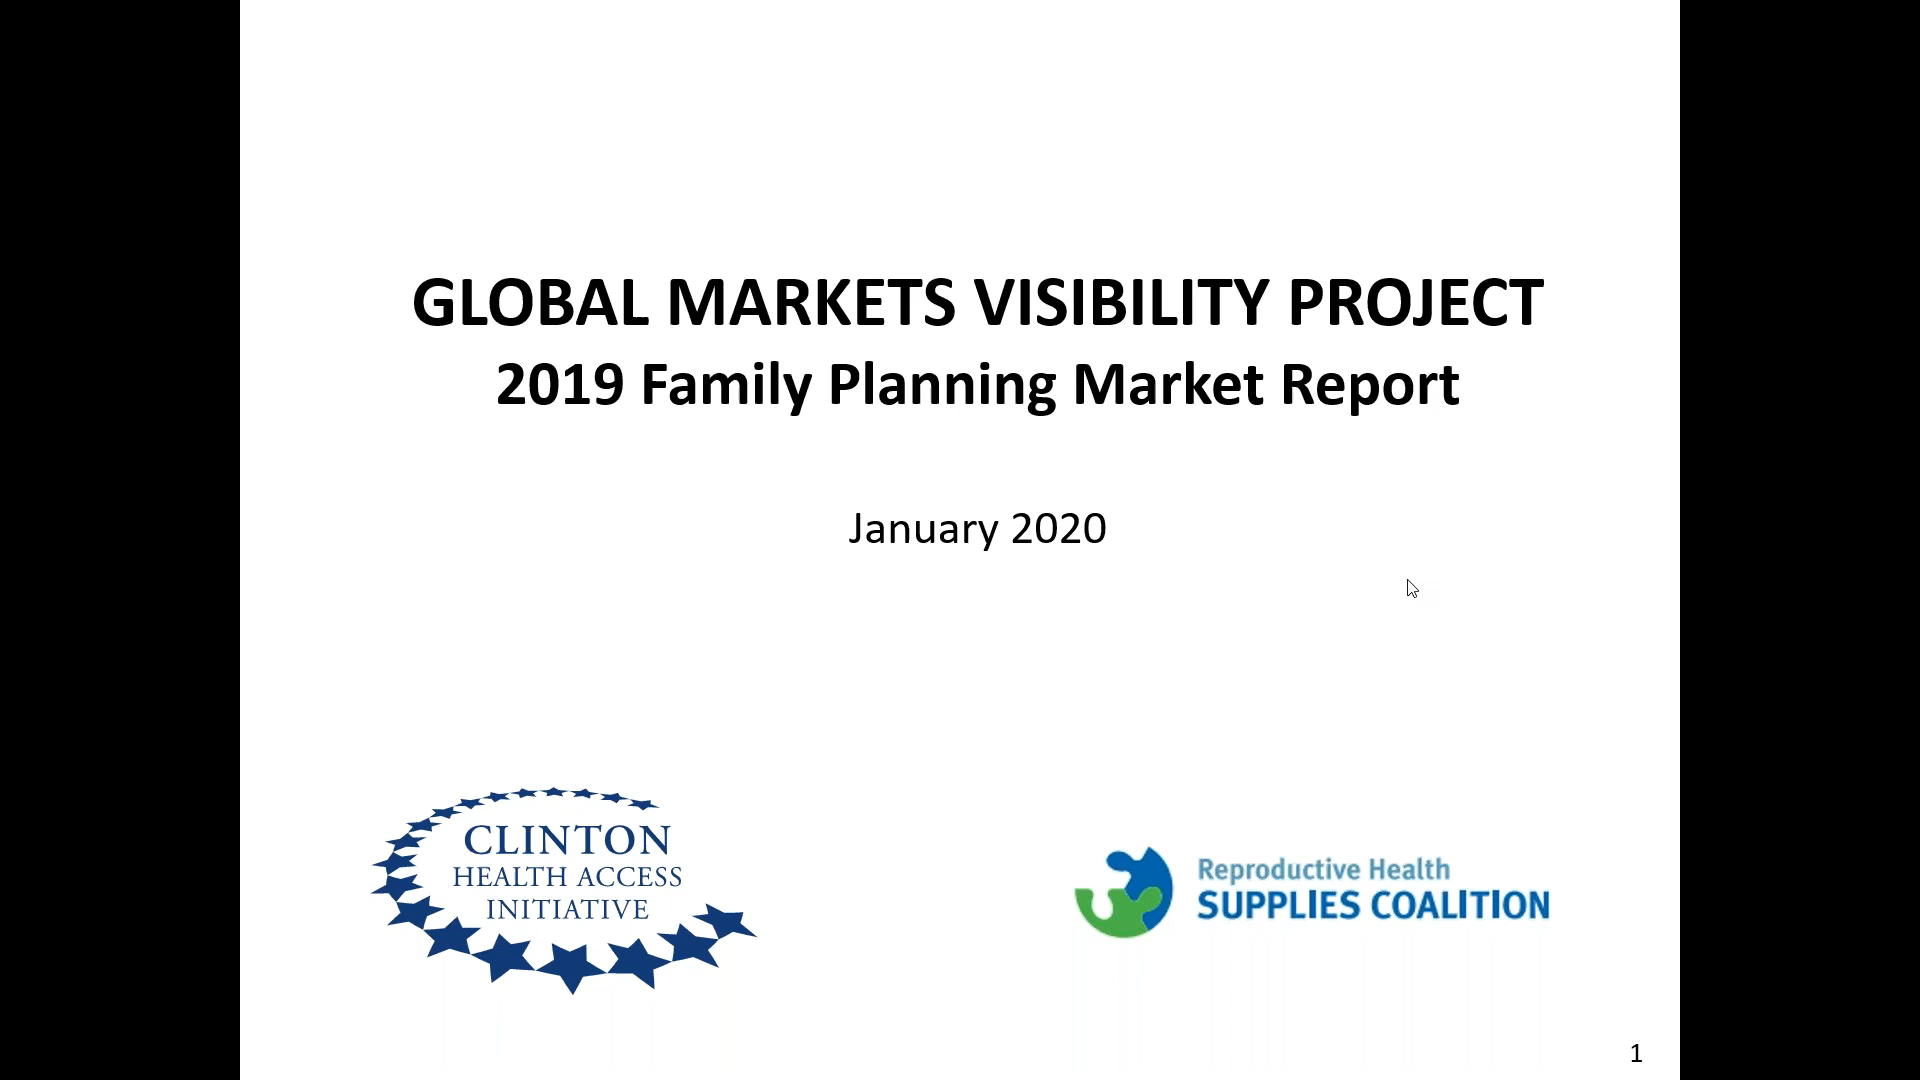 GLOBAL MARKETS VISIBILITY PROJECT
2019 Family Planning Market Report
January 2020
CLINTON
HEALTH ACCESS
INITIATIVE
Reproductive Health
SUPPLIES COALITION
1